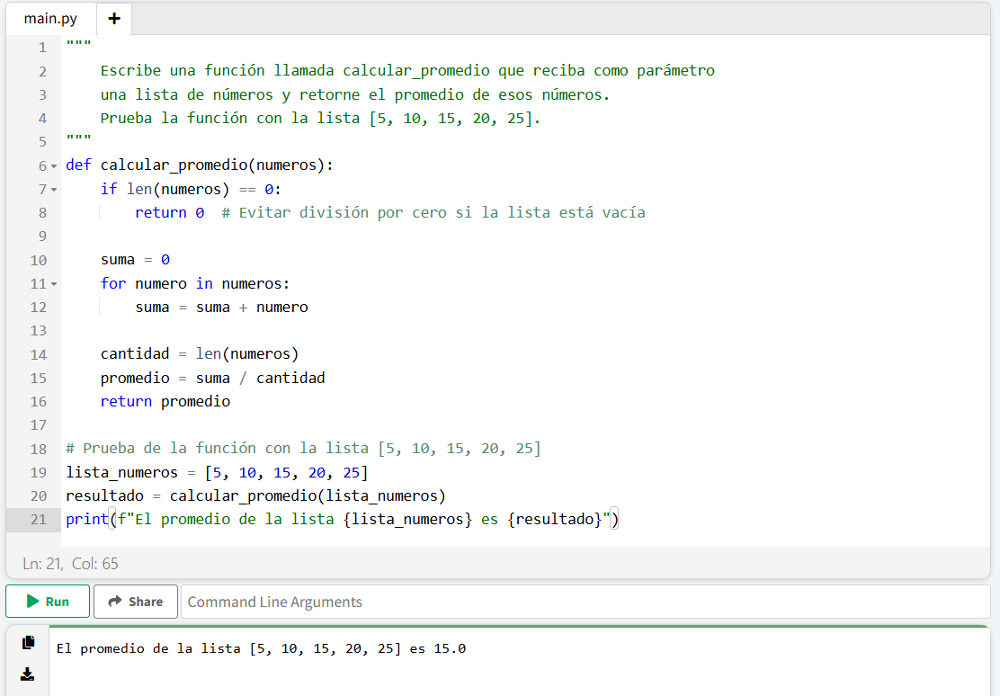 main.py +
1 """
2     Escribe una función llamada calcular_promedio que reciba como parámetro
3     una lista de números y retorne el promedio de esos números.
4     Prueba la función con la lista [5, 10, 15, 20, 25].
5 """
6 def calcular_promedio(numeros):
7     if len(numeros) == 0:
8         return 0  # Evitar división por cero si la lista está vacía
9
10     suma = 0
11     for numero in numeros:
12         suma = suma + numero
13
14     cantidad = len(numeros)
15     promedio = suma / cantidad
16     return promedio
17
18 # Prueba de la función con la lista [5, 10, 15, 20, 25]
19 lista_numeros = [5, 10, 15, 20, 25]
20 resultado = calcular_promedio(lista_numeros)
21 print(f"El promedio de la lista {lista_numeros} es {resultado}")
Ln: 21, Col: 65
Run Share Command Line Arguments
El promedio de la lista [5, 10, 15, 20, 25] es 15.0